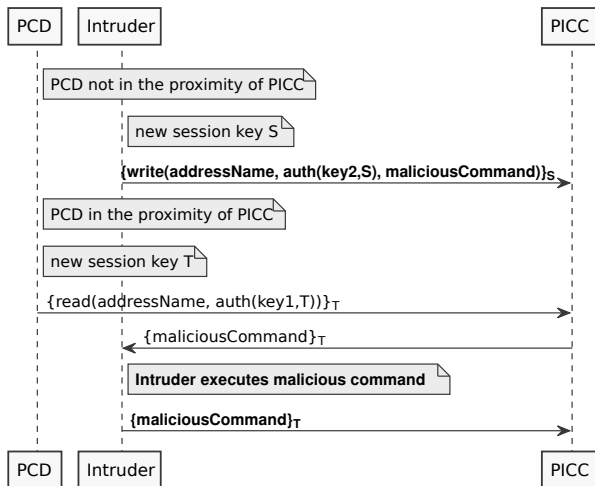 PCD Intruder PICC
PCD not in the proximity of PICC
new session key S
{write(addressName, auth(key2,S), maliciousCommand)}S
PCD in the proximity of PICC
new session key T
{read(addressName, auth(key1,T))}T
{maliciousCommand}T
Intruder executes malicious command
{maliciousCommand}T
PCD Intruder PICC